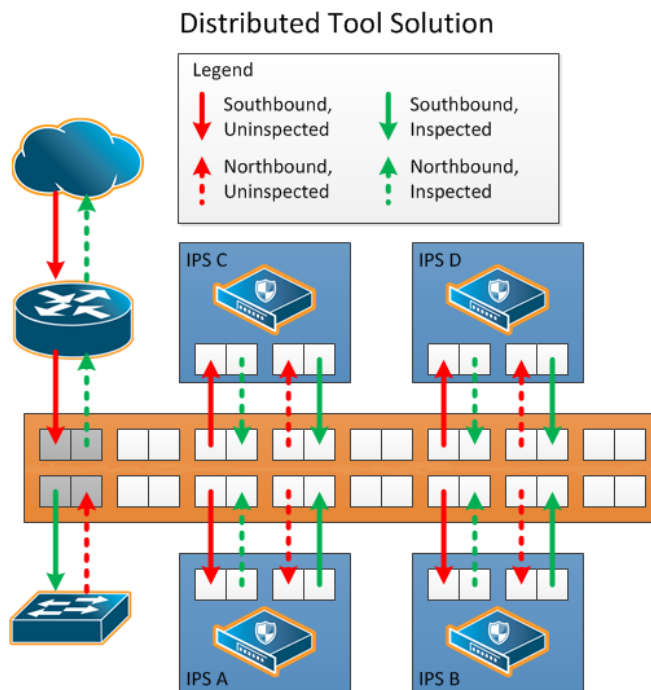 Distributed Tool Solution
Legend
Southbound,
Uninspected
Southbound,
Inspected
Northbound,
Uninspected
Northbound,
Inspected
IPS C
IPS D
IPS A
IPS B